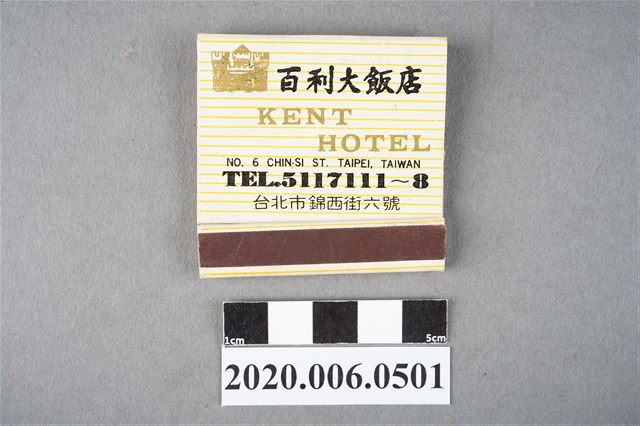 百利大飯店
KENT
HOTEL
NO. 6 CHIN-SI ST. TAIPEI, TAIWAN
TEL.5117111~8
台北市錦西街六號
1cm 5cm
2020.006.0501